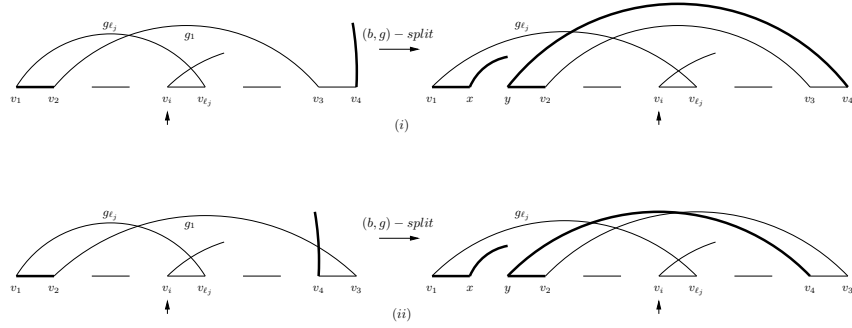 g_{ℓ_j} g_1 (b, g) − split g_{ℓ_j}
v_1 v_2 v_i v_{ℓ_j} v_3 v_4 v_1 x y v_2 v_i v_{ℓ_j} v_3 v_4
(i)
g_{ℓ_j} g_1 (b, g) − split g_{ℓ_j}
v_1 v_2 v_i v_{ℓ_j} v_4 v_3 v_1 x y v_2 v_i v_{ℓ_j} v_4 v_3
(ii)